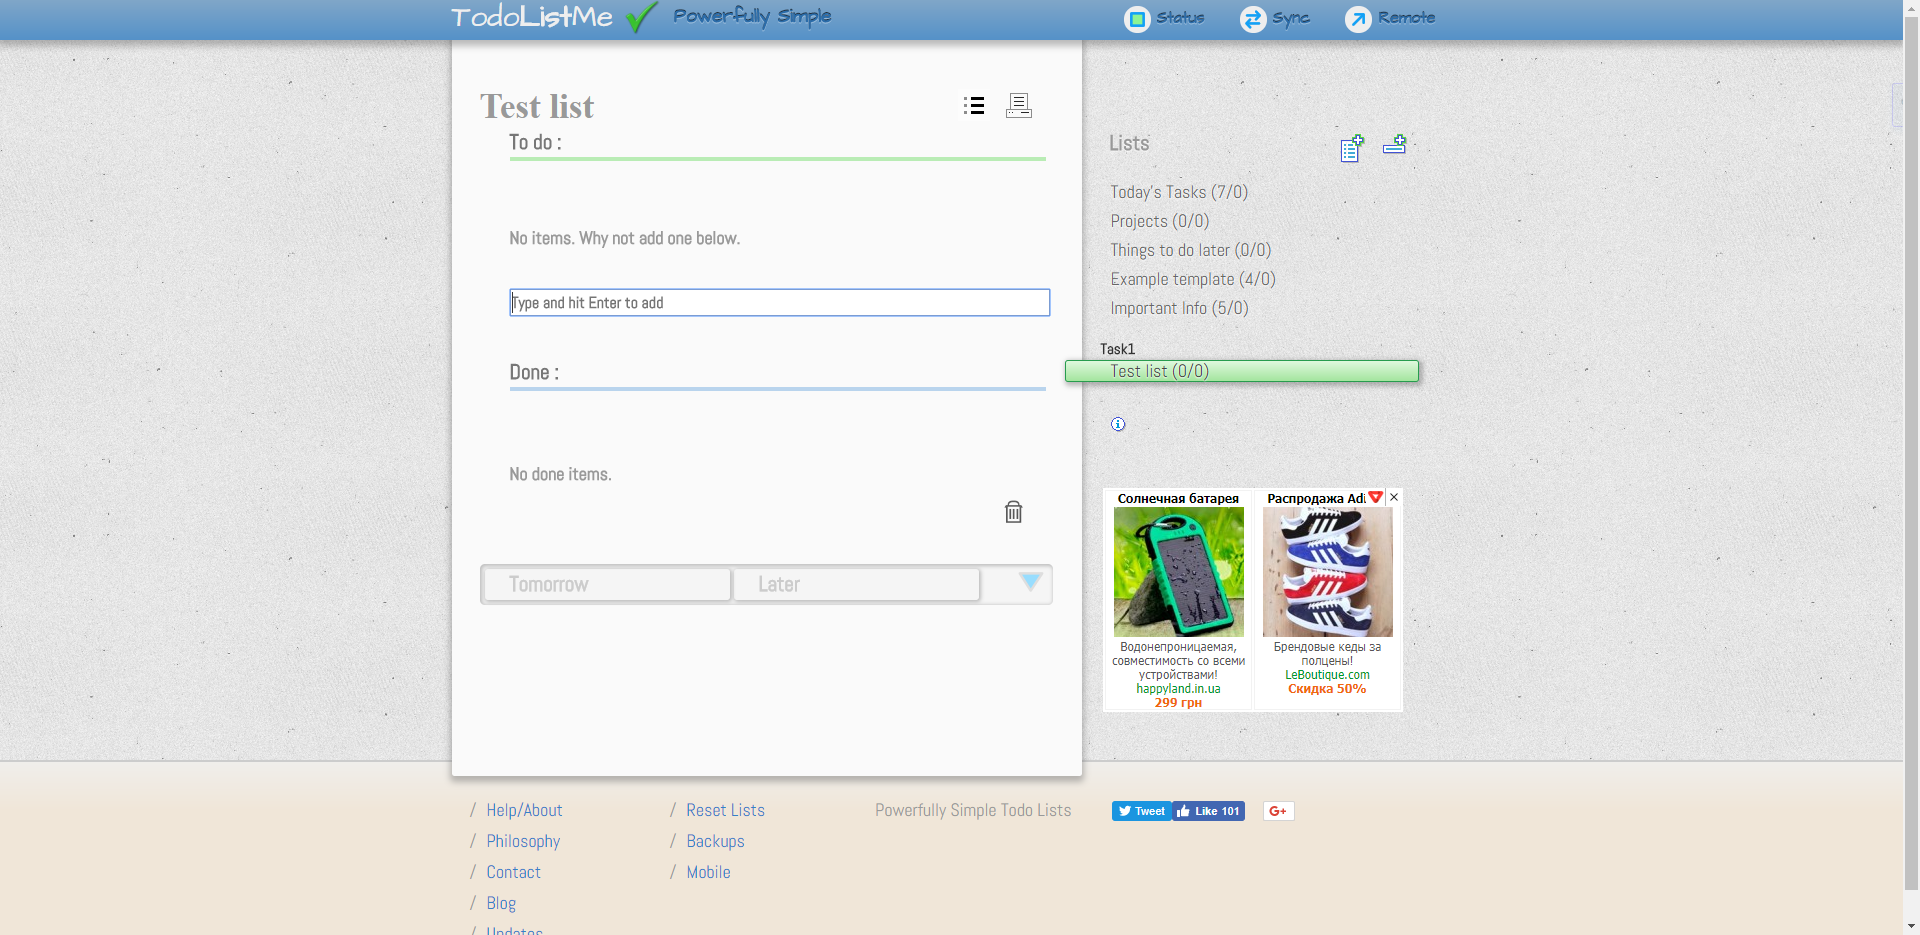 TodoListMe Powerfully Simple
Status Sync Remote
Test list
To do :
No items. Why not add one below.
Type and hit Enter to add
Done :
No done items.
Tomorrow Later
Lists
Today's Tasks (7/0)
Projects (0/0)
Things to do later (0/0)
Example template (4/0)
Important Info (5/0)
Task1
Test list (0/0)
Солнечная батарея
Водонепроницаемая,
совместимость со всеми
устройствами!
happyland.in.ua
299 грн
Распродажа Adi
Брендовые кеды за
полцены!
LeBoutique.com
Скидка 50%
/ Help/About
/ Philosophy
/ Contact
/ Blog
/ Updates
/ Reset Lists
/ Backups
/ Mobile
Powerfully Simple Todo Lists
Tweet Like 101 G+